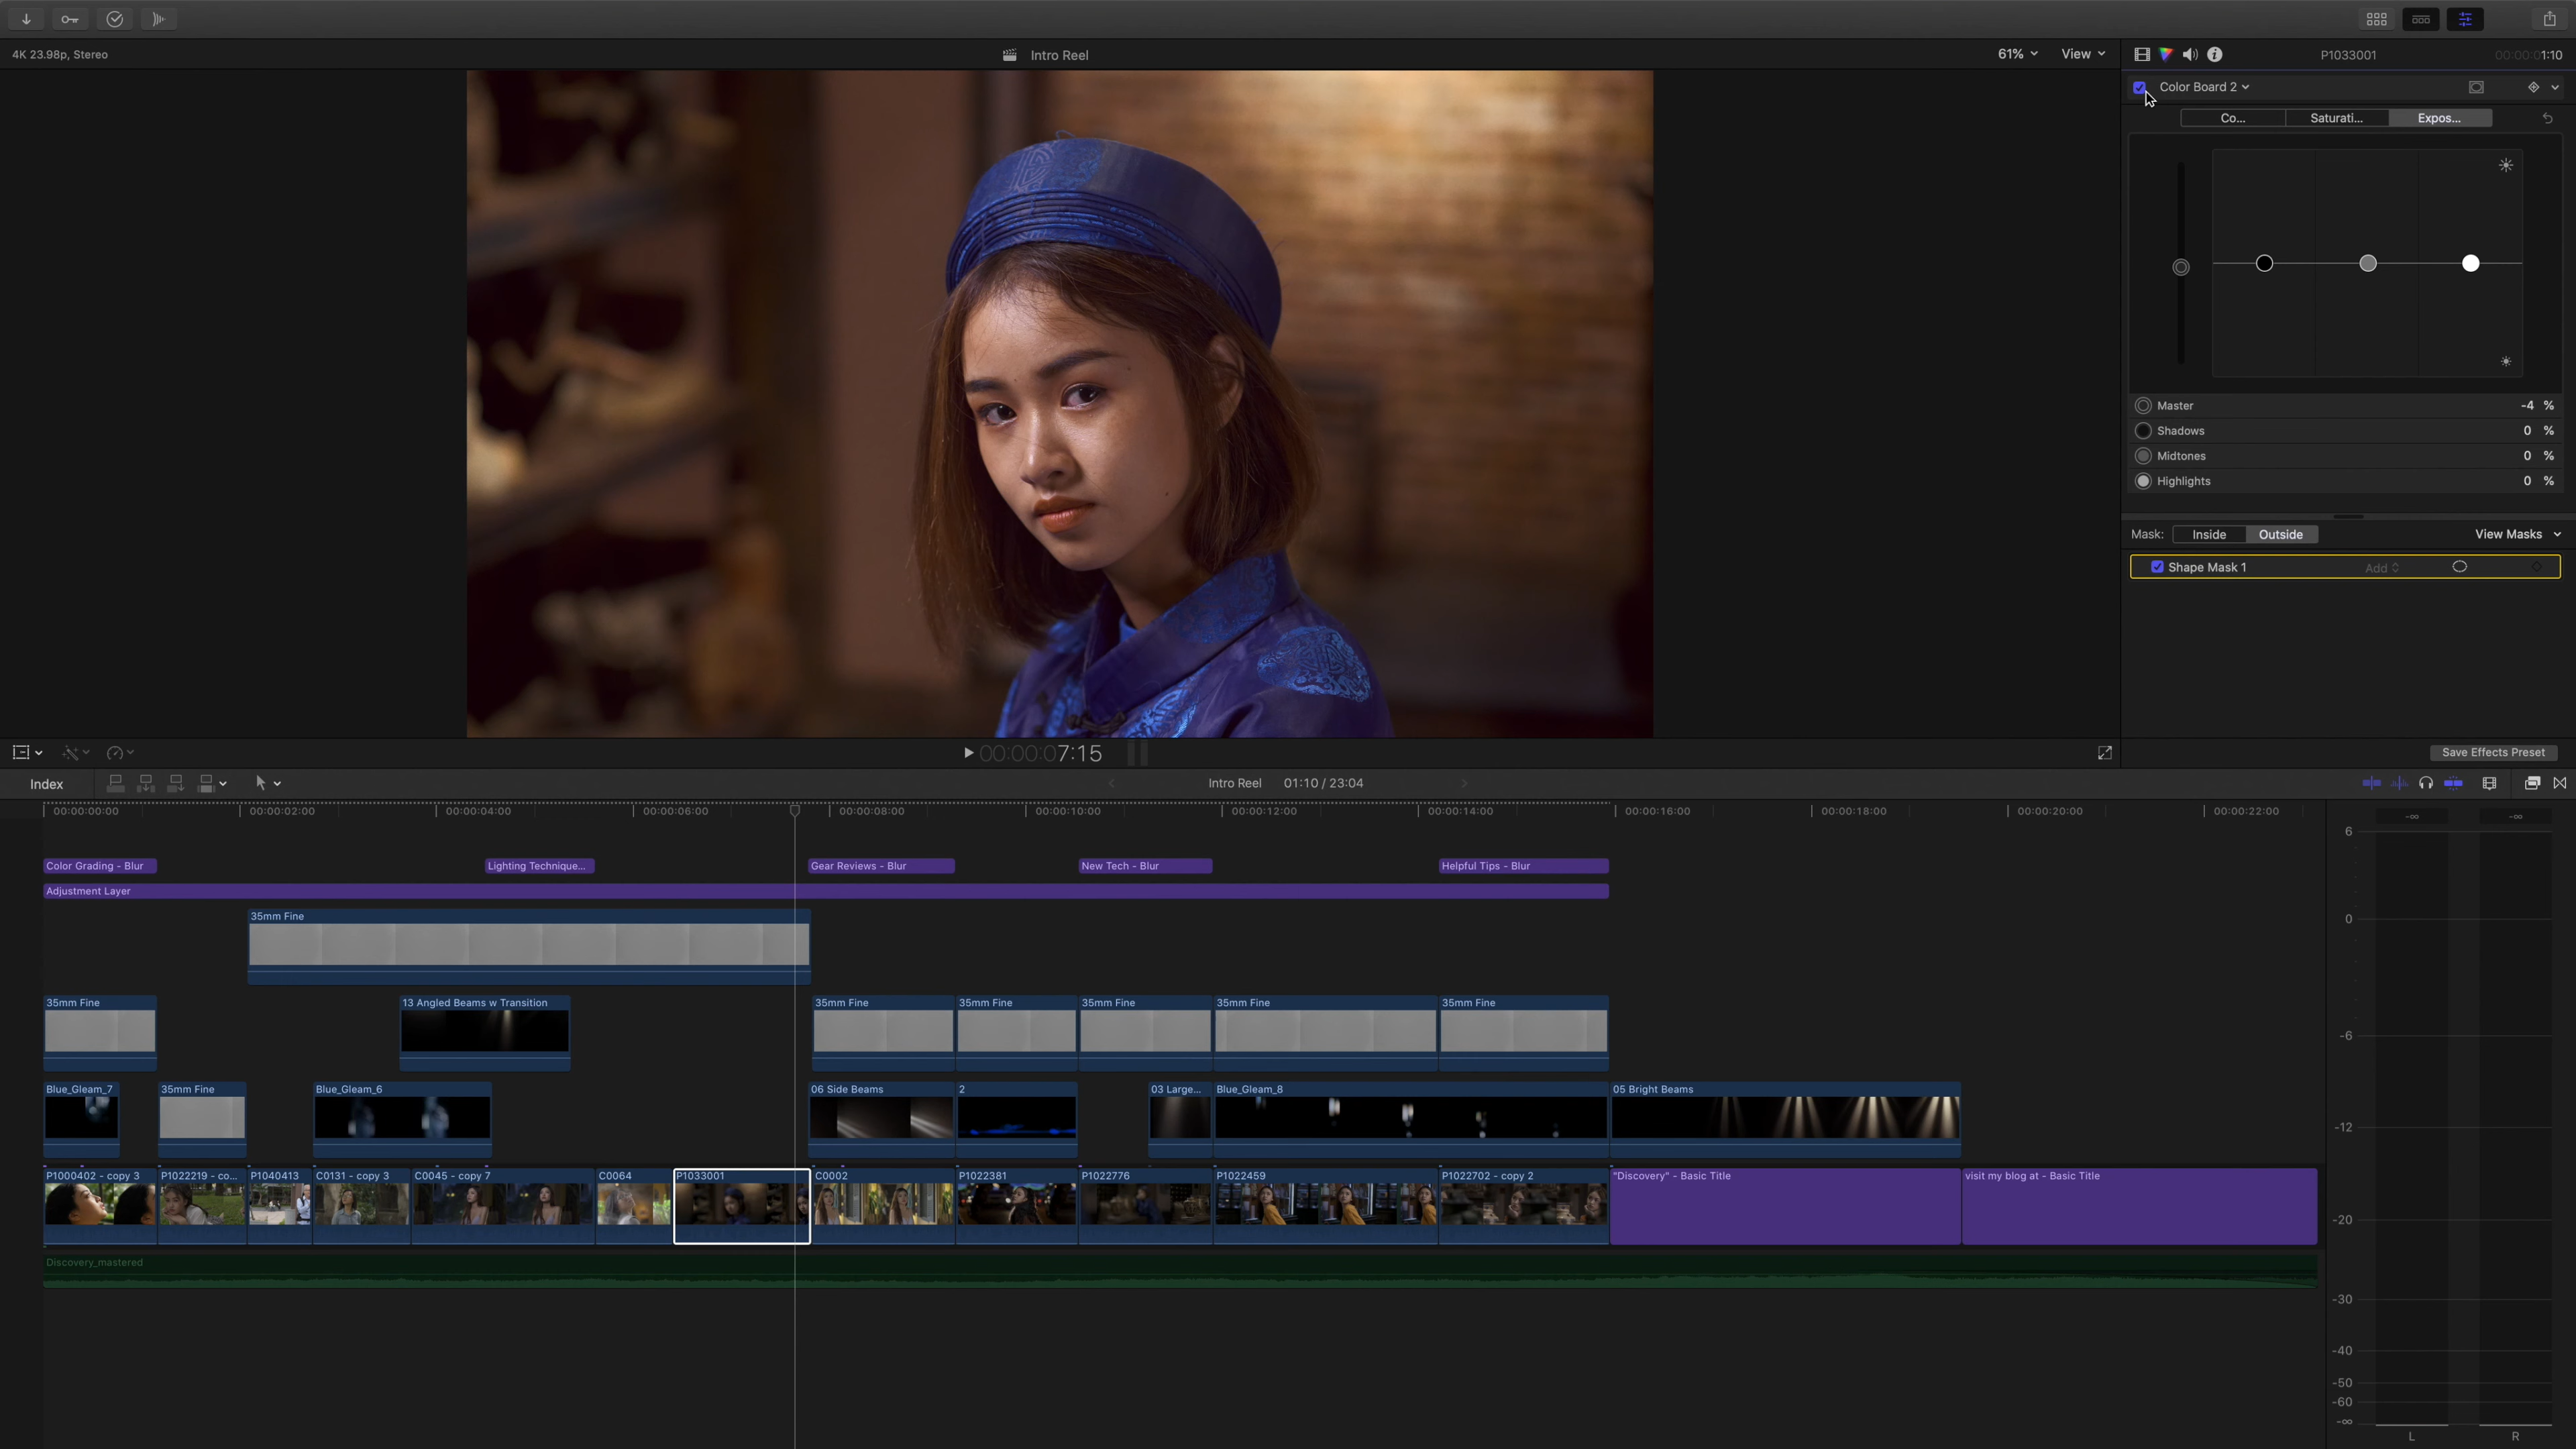 4K 23.98p, Stereo
Intro Reel
61%
View
P1033001
00:00:01:10
Color Board 2
Co...
Saturati...
Expos...
Master
-4 %
Shadows
0 %
Midtones
0 %
Highlights
0 %
Mask:
Inside
Outside
View Masks
Shape Mask 1
Add
00:00:07:15
Save Effects Preset
Index
Intro Reel
01:10 / 23:04
00:00:00:00
00:00:02:00
00:00:04:00
00:00:06:00
00:00:08:00
00:00:10:00
00:00:12:00
00:00:14:00
00:00:16:00
00:00:18:00
00:00:20:00
00:00:22:00
Color Grading - Blur
Lighting Technique...
Gear Reviews - Blur
New Tech - Blur
Helpful Tips - Blur
Adjustment Layer
35mm Fine
35mm Fine
13 Angled Beams w Transition
35mm Fine
35mm Fine
35mm Fine
35mm Fine
35mm Fine
Blue_Gleam_7
35mm Fine
Blue_Gleam_6
06 Side Beams
2
03 Large...
Blue_Gleam_8
05 Bright Beams
P1000402 - copy 3
P1022219 - co...
P1040413
C0131 - copy 3
C0045 - copy 7
C0064
P1033001
C0002
P1022381
P1022776
P1022459
P1022702 - copy 2
"Discovery" - Basic Title
visit my blog at - Basic Title
Discovery_mastered
-∞
-∞
6
0
-6
-12
-20
-30
-40
-50
-60
-∞
L
R